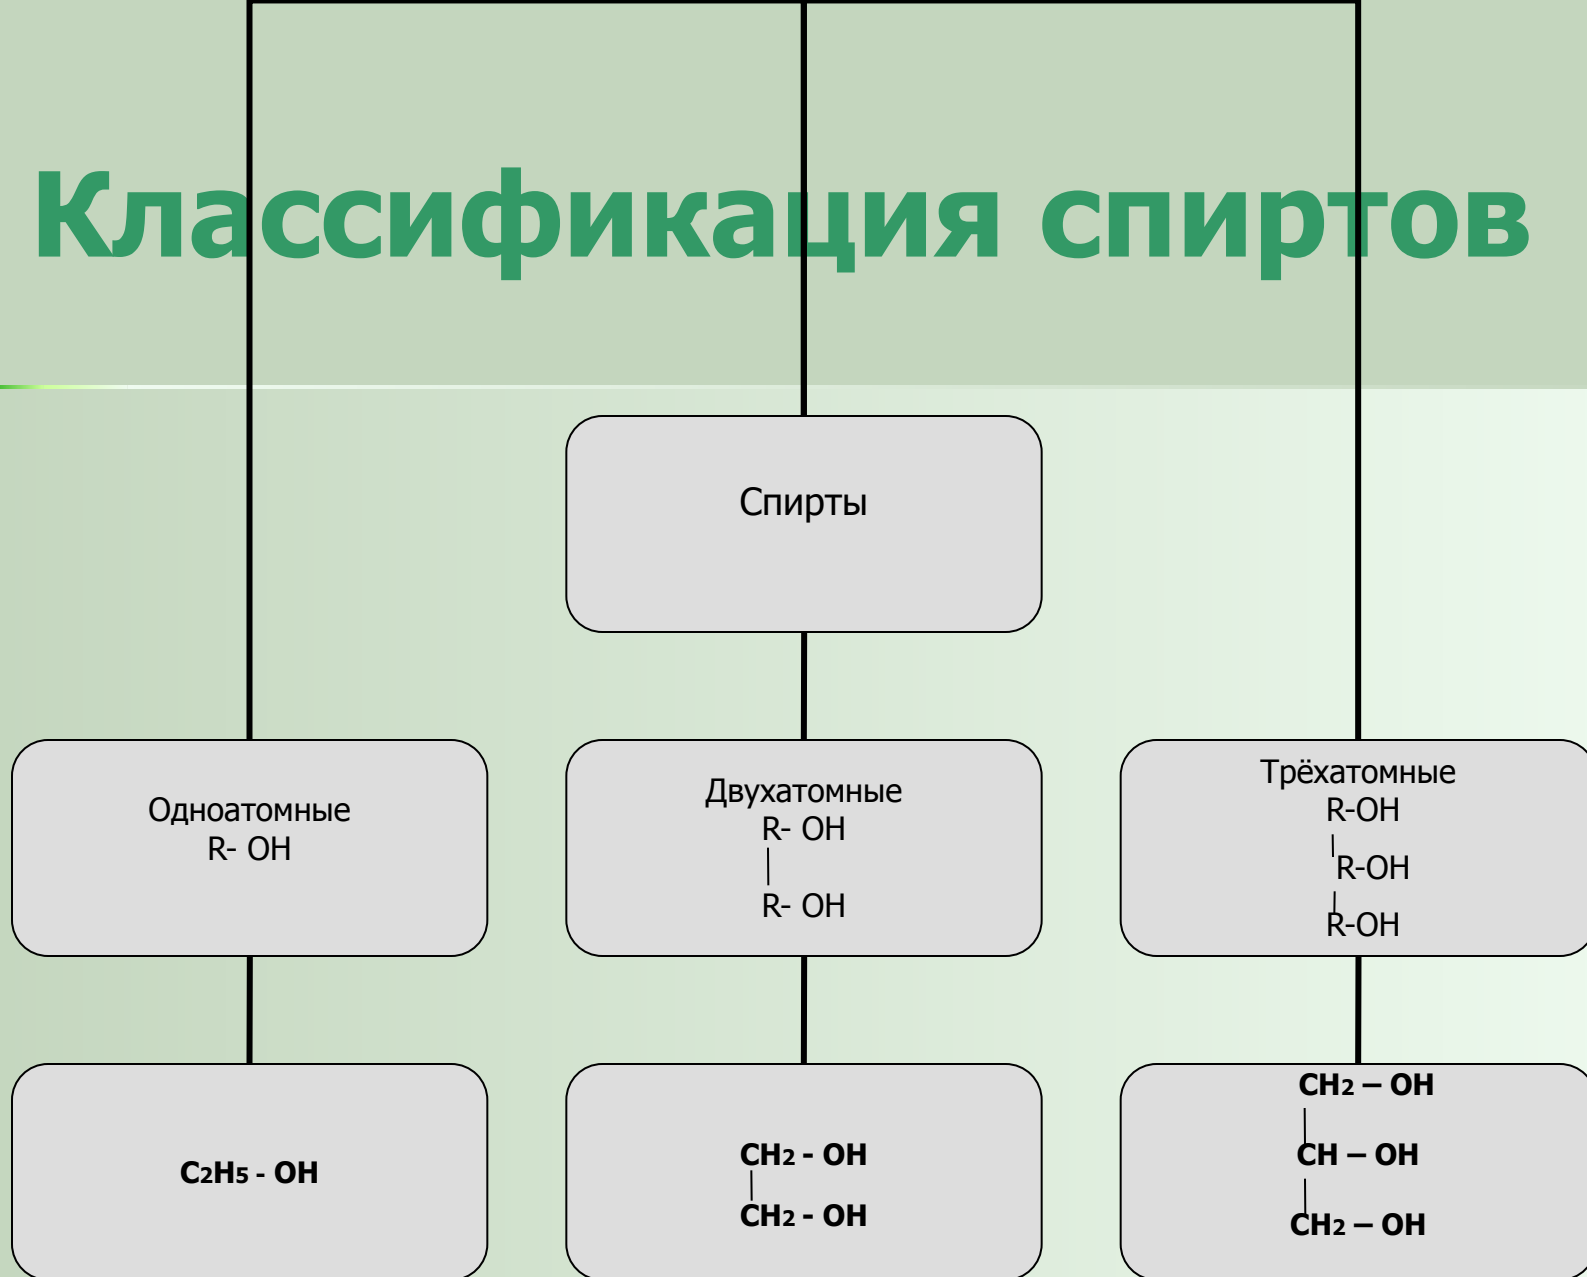 Классификация спиртов
Спирты
Одноатомные
R- OH
Двухатомные
R- OH
R- OH
Трёхатомные
R-OH
R-OH
R-OH
C2H5 - OH
CH2 - OH
CH2 - OH
CH2 – OH
CH – OH
CH2 – OH